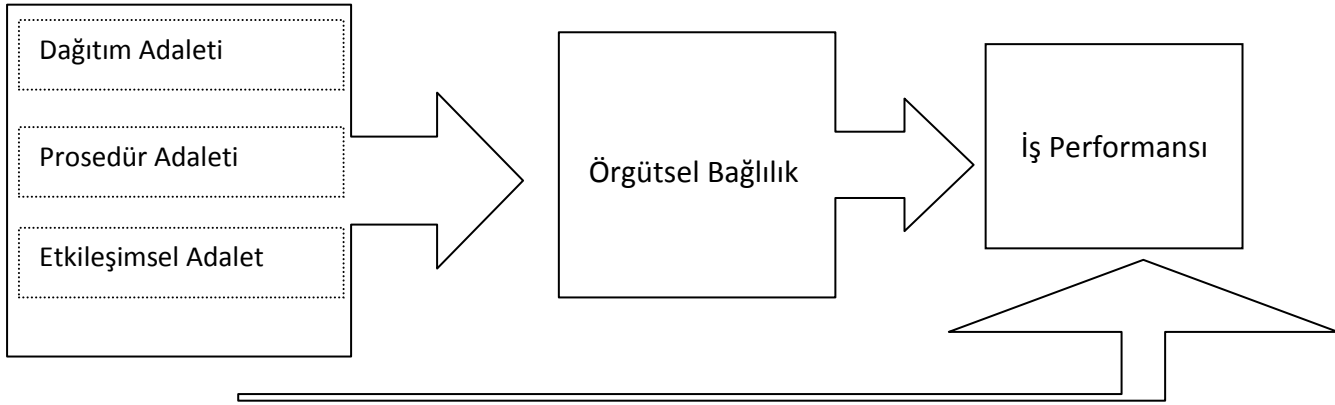 Dağıtım Adaleti
Prosedür Adaleti
Etkileşimsel Adalet
Örgütsel Bağlılık
İş Performansı